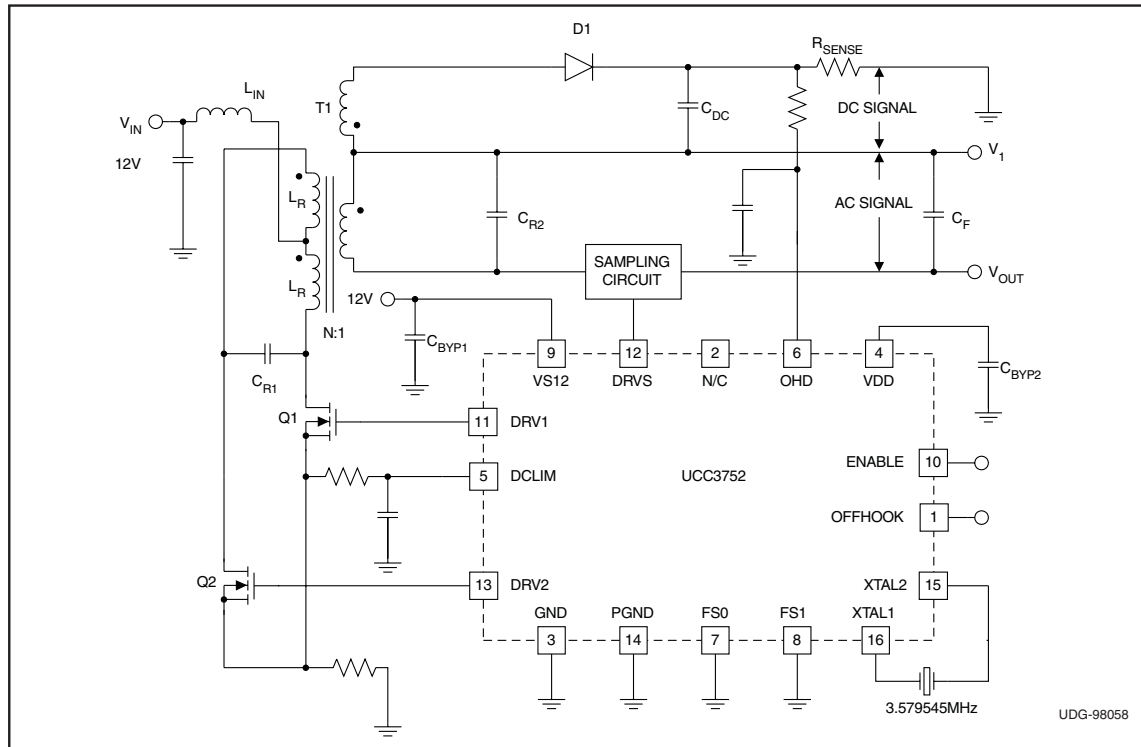 D1
R_SENSE
L_IN
T1
C_DC
DC SIGNAL
V_IN
12V
V_1
L_R
C_R2
AC SIGNAL
C_F
L_R
SAMPLING
CIRCUIT
V_OUT
12V
N:1
C_BYP1
9
12
2
6
4
VS12
DRVS
N/C
OHD
VDD
C_BYP2
C_R1
Q1
11
DRV1
5
DCLIM
UCC3752
ENABLE
10
OFFHOOK
1
Q2
13
DRV2
XTAL2
15
GND
PGND
FS0
FS1
XTAL1
3
14
7
8
16
3.579545MHz
UDG-98058